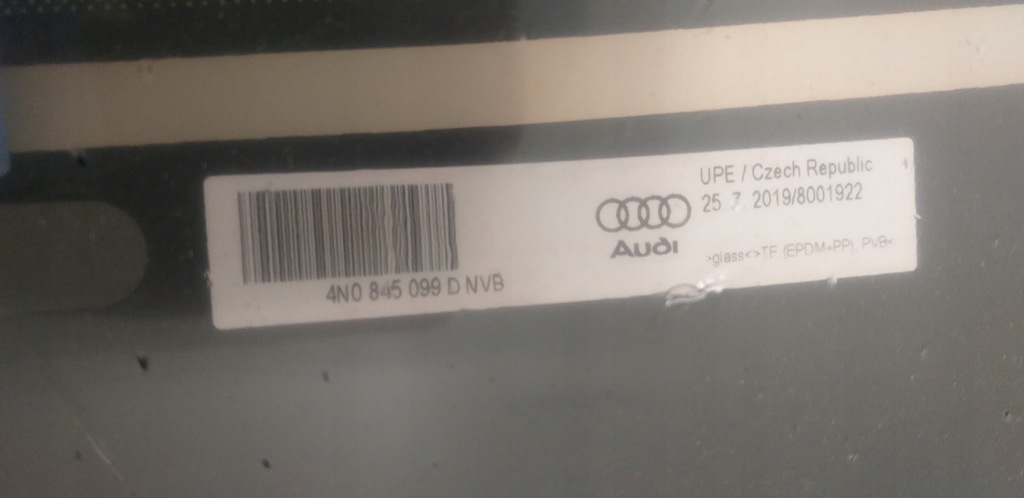 UPE / Czech Republic
25. 7. 2019/8001922
Audi
>glass<>TF (EPDM+PP), PVB<
4N0 845 099 D NVB